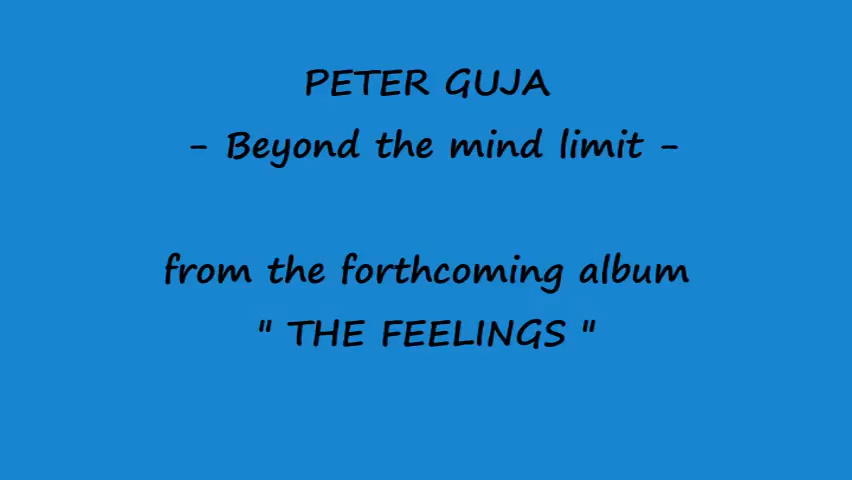 PETER GUJA
- Beyond the mind limit -
from the forthcoming album
" THE FEELINGS "